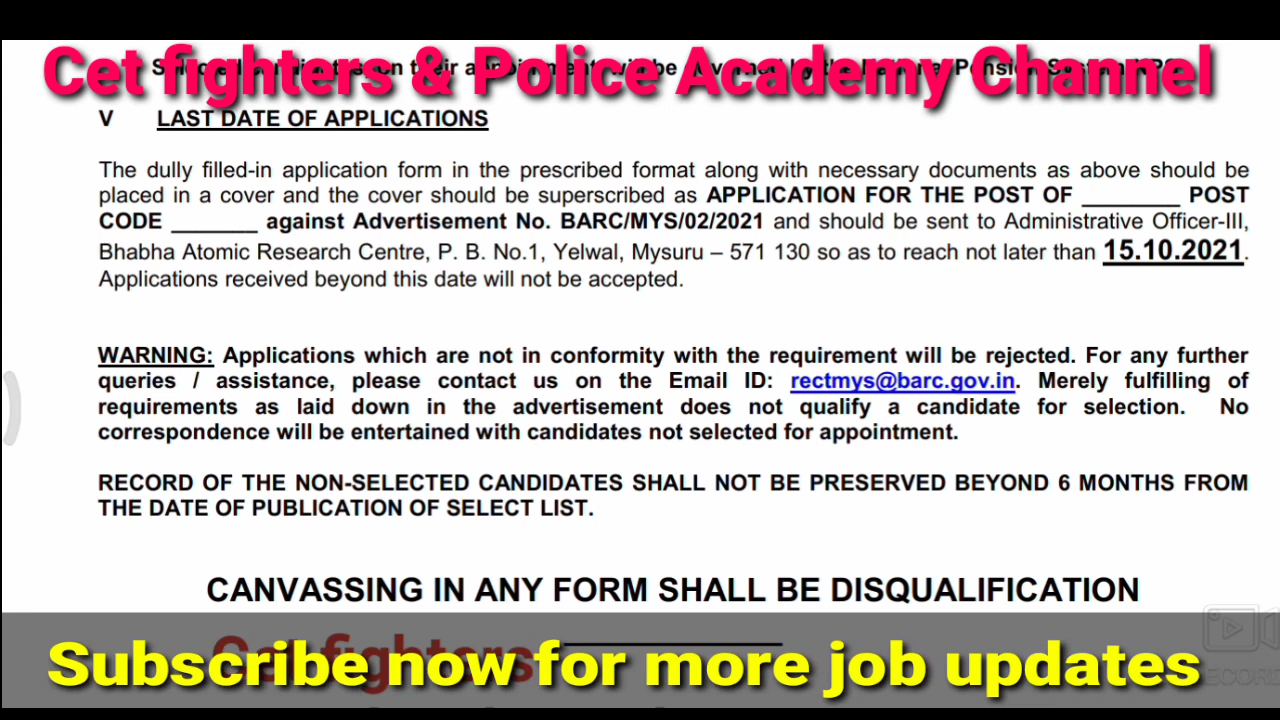 Cet fighters & Police Academy Channel
V LAST DATE OF APPLICATIONS
The dully filled-in application form in the prescribed format along with necessary documents as above should be
placed in a cover and the cover should be superscribed as APPLICATION FOR THE POST OF ________ POST
CODE _______ against Advertisement No. BARC/MYS/02/2021 and should be sent to Administrative Officer-III,
Bhabha Atomic Research Centre, P. B. No.1, Yelwal, Mysuru – 571 130 so as to reach not later than 15.10.2021.
Applications received beyond this date will not be accepted.
WARNING: Applications which are not in conformity with the requirement will be rejected. For any further
queries / assistance, please contact us on the Email ID: rectmys@barc.gov.in. Merely fulfilling of
requirements as laid down in the advertisement does not qualify a candidate for selection. No
correspondence will be entertained with candidates not selected for appointment.
RECORD OF THE NON-SELECTED CANDIDATES SHALL NOT BE PRESERVED BEYOND 6 MONTHS FROM
THE DATE OF PUBLICATION OF SELECT LIST.
CANVASSING IN ANY FORM SHALL BE DISQUALIFICATION
Cet fighters
Subscribe now for more job updates